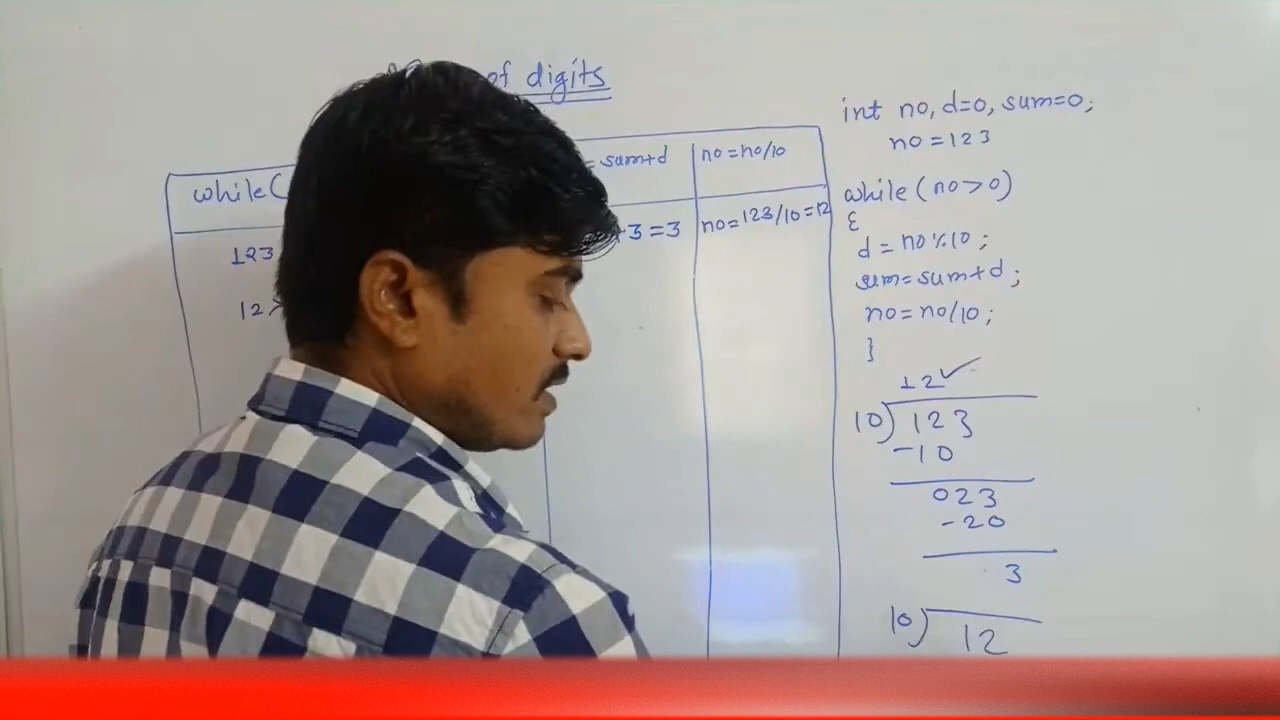 of digits
while(
= sum+d
no=no/10
123
+3=3
no=123/10=12
12>
int no, d=0, sum=0;
no=123
while(no>0)
{
d=no%10;
sum=sum+d;
no=no/10;
}
12✓
10)123
-10
023
-20
3
10)12